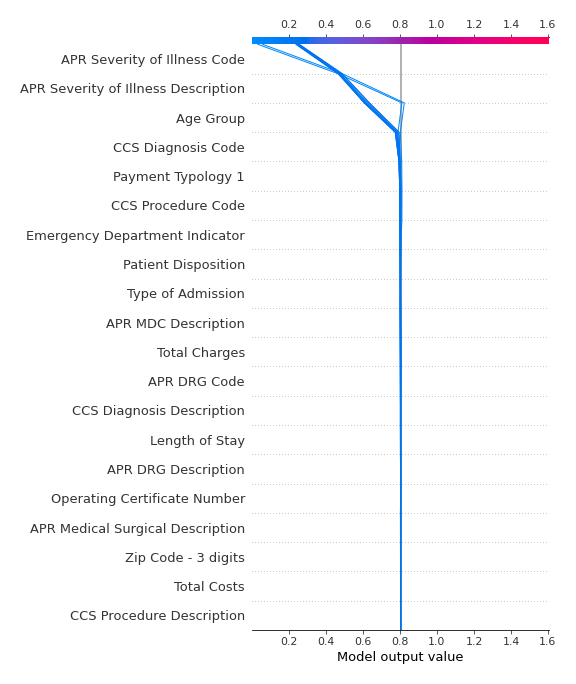 0.2 0.4 0.6 0.8 1.0 1.2 1.4 1.6
APR Severity of Illness Code
APR Severity of Illness Description
Age Group
CCS Diagnosis Code
Payment Typology 1
CCS Procedure Code
Emergency Department Indicator
Patient Disposition
Type of Admission
APR MDC Description
Total Charges
APR DRG Code
CCS Diagnosis Description
Length of Stay
APR DRG Description
Operating Certificate Number
APR Medical Surgical Description
Zip Code - 3 digits
Total Costs
CCS Procedure Description
0.2 0.4 0.6 0.8 1.0 1.2 1.4 1.6
Model output value